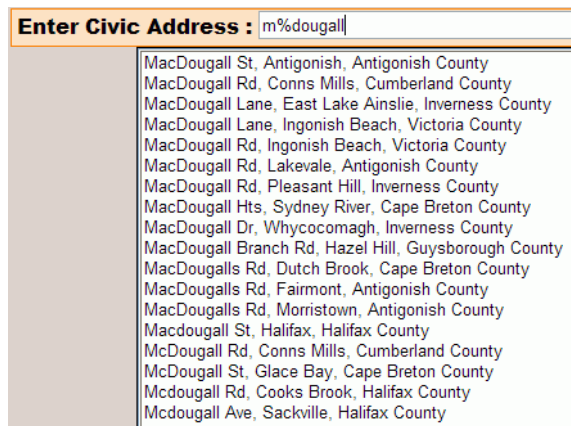 Enter Civic Address : m%dougall
MacDougall St, Antigonish, Antigonish County
MacDougall Rd, Conns Mills, Cumberland County
MacDougall Lane, East Lake Ainslie, Inverness County
MacDougall Lane, Ingonish Beach, Victoria County
MacDougall Rd, Ingonish Beach, Victoria County
MacDougall Rd, Lakevale, Antigonish County
MacDougall Rd, Pleasant Hill, Inverness County
MacDougall Hts, Sydney River, Cape Breton County
MacDougall Dr, Whycocomagh, Inverness County
MacDougall Branch Rd, Hazel Hill, Guysborough County
MacDougalls Rd, Dutch Brook, Cape Breton County
MacDougalls Rd, Fairmont, Antigonish County
MacDougalls Rd, Morristown, Antigonish County
Macdougall St, Halifax, Halifax County
McDougall Rd, Conns Mills, Cumberland County
McDougall St, Glace Bay, Cape Breton County
Mcdougall Rd, Cooks Brook, Halifax County
Mcdougall Ave, Sackville, Halifax County